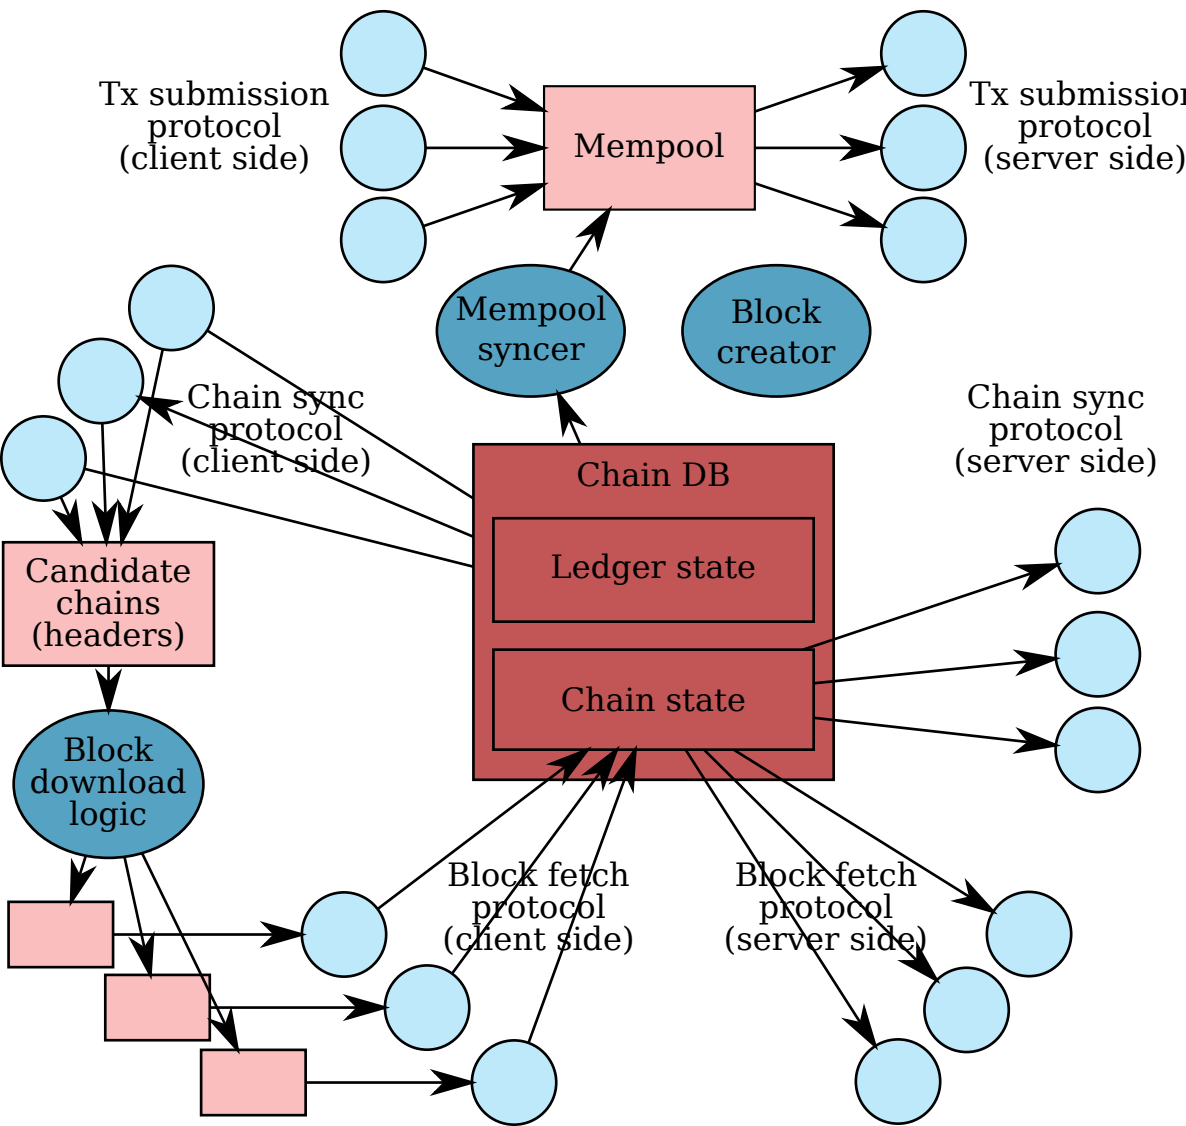 Tx submission
protocol
(client side)
Mempool
Tx submission
protocol
(server side)
Mempool
syncer
Block
creator
Chain sync
protocol
(client side)
Chain sync
protocol
(server side)
Chain DB
Ledger state
Chain state
Candidate
chains
(headers)
Block
download
logic
Block fetch
protocol
(client side)
Block fetch
protocol
(server side)